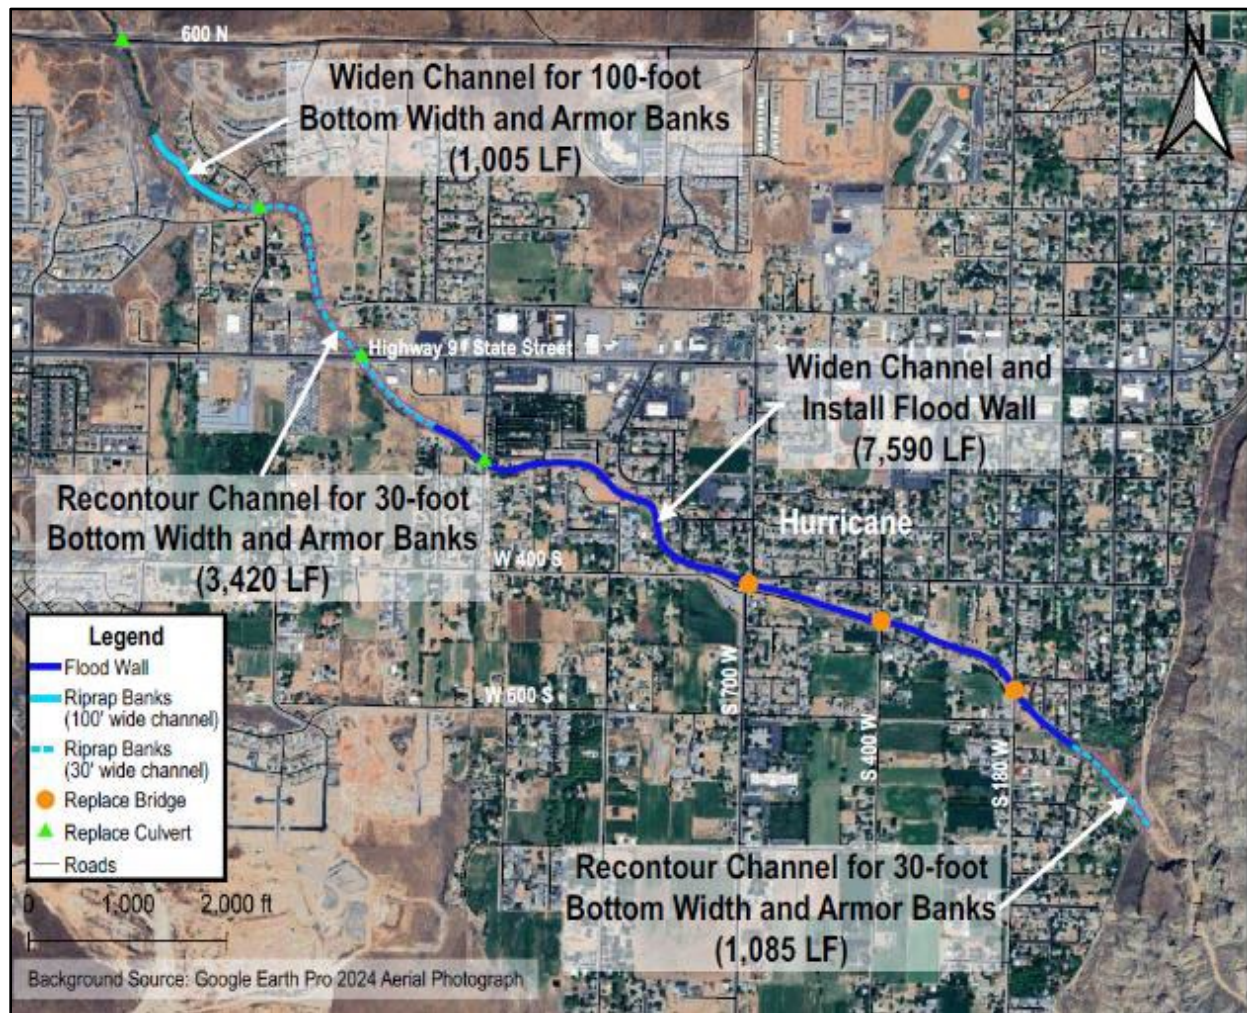 600 N
N
Widen Channel for 100-foot
Bottom Width and Armor Banks
(1,005 LF)
Highway 9 / State Street
Widen Channel and
Install Flood Wall
(7,590 LF)
Recontour Channel for 30-foot
Bottom Width and Armor Banks
(3,420 LF)
Hurricane
W 400 S
W 600 S
S 700 W
S 400 W
S 180 W
Legend
Flood Wall
Riprap Banks
(100' wide channel)
Riprap Banks
(30' wide channel)
Replace Bridge
Replace Culvert
Roads
0 1,000 2,000 ft
Recontour Channel for 30-foot
Bottom Width and Armor Banks
(1,085 LF)
Background Source: Google Earth Pro 2024 Aerial Photograph